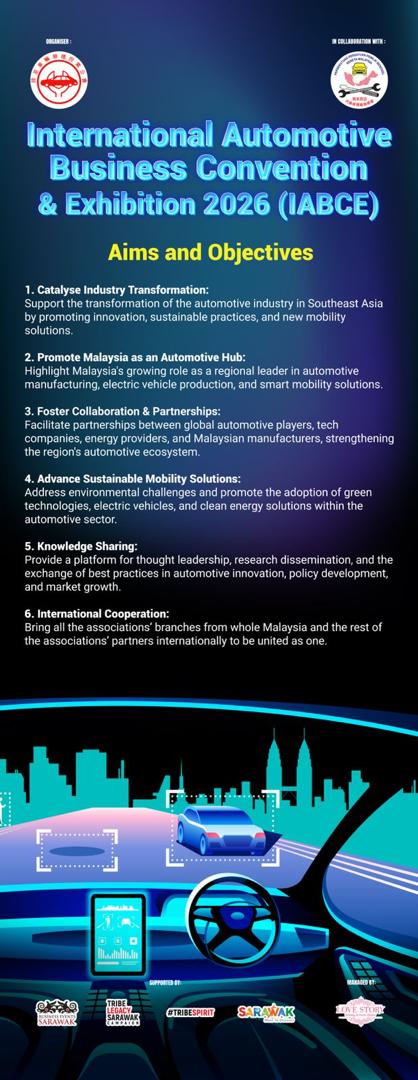 ORGANISER :
IN COLLABORATION WITH :
International Automotive
Business Convention
& Exhibition 2026 (IABCE)
Aims and Objectives
1. Catalyse Industry Transformation:
Support the transformation of the automotive industry in Southeast Asia
by promoting innovation, sustainable practices, and new mobility
solutions.
2. Promote Malaysia as an Automotive Hub:
Highlight Malaysia's growing role as a regional leader in automotive
manufacturing, electric vehicle production, and smart mobility solutions.
3. Foster Collaboration & Partnerships:
Facilitate partnerships between global automotive players, tech
companies, energy providers, and Malaysian manufacturers, strengthening
the region's automotive ecosystem.
4. Advance Sustainable Mobility Solutions:
Address environmental challenges and promote the adoption of green
technologies, electric vehicles, and clean energy solutions within the
automotive sector.
5. Knowledge Sharing:
Provide a platform for thought leadership, research dissemination, and the
exchange of best practices in automotive innovation, policy development,
and market growth.
6. International Cooperation:
Bring all the associations' branches from whole Malaysia and the rest of
the associations' partners internationally to be united as one.
SUPPORTED BY:
MANAGED BY:
BUSINESS EVENTS
SARAWAK
TRIBE
LEGACY
SARAWAK
CAMPAIGN
#TRIBESPIRIT
SARAWAK
LOVE STORY